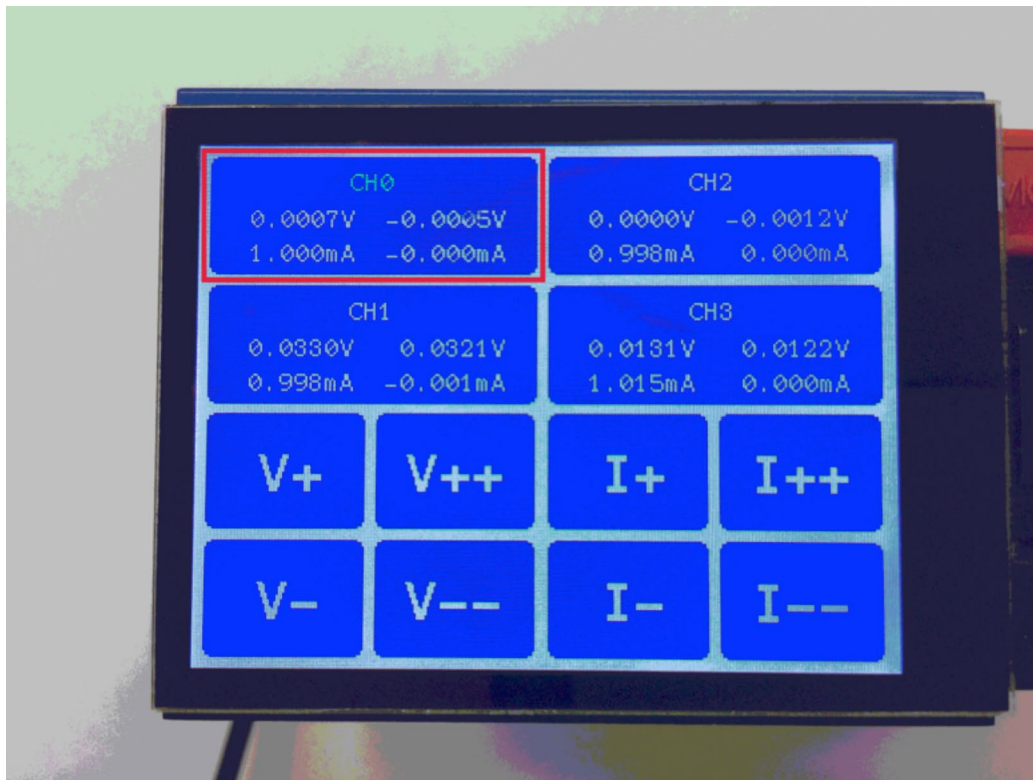 CH0
0.0007V -0.0005V
1.000mA -0.000mA
CH2
0.0000V -0.0012V
0.998mA 0.000mA
CH1
0.0330V 0.0321V
0.998mA -0.001mA
CH3
0.0131V 0.0122V
1.015mA 0.000mA
V+ V++ I+ I++
V- V-- I- I--